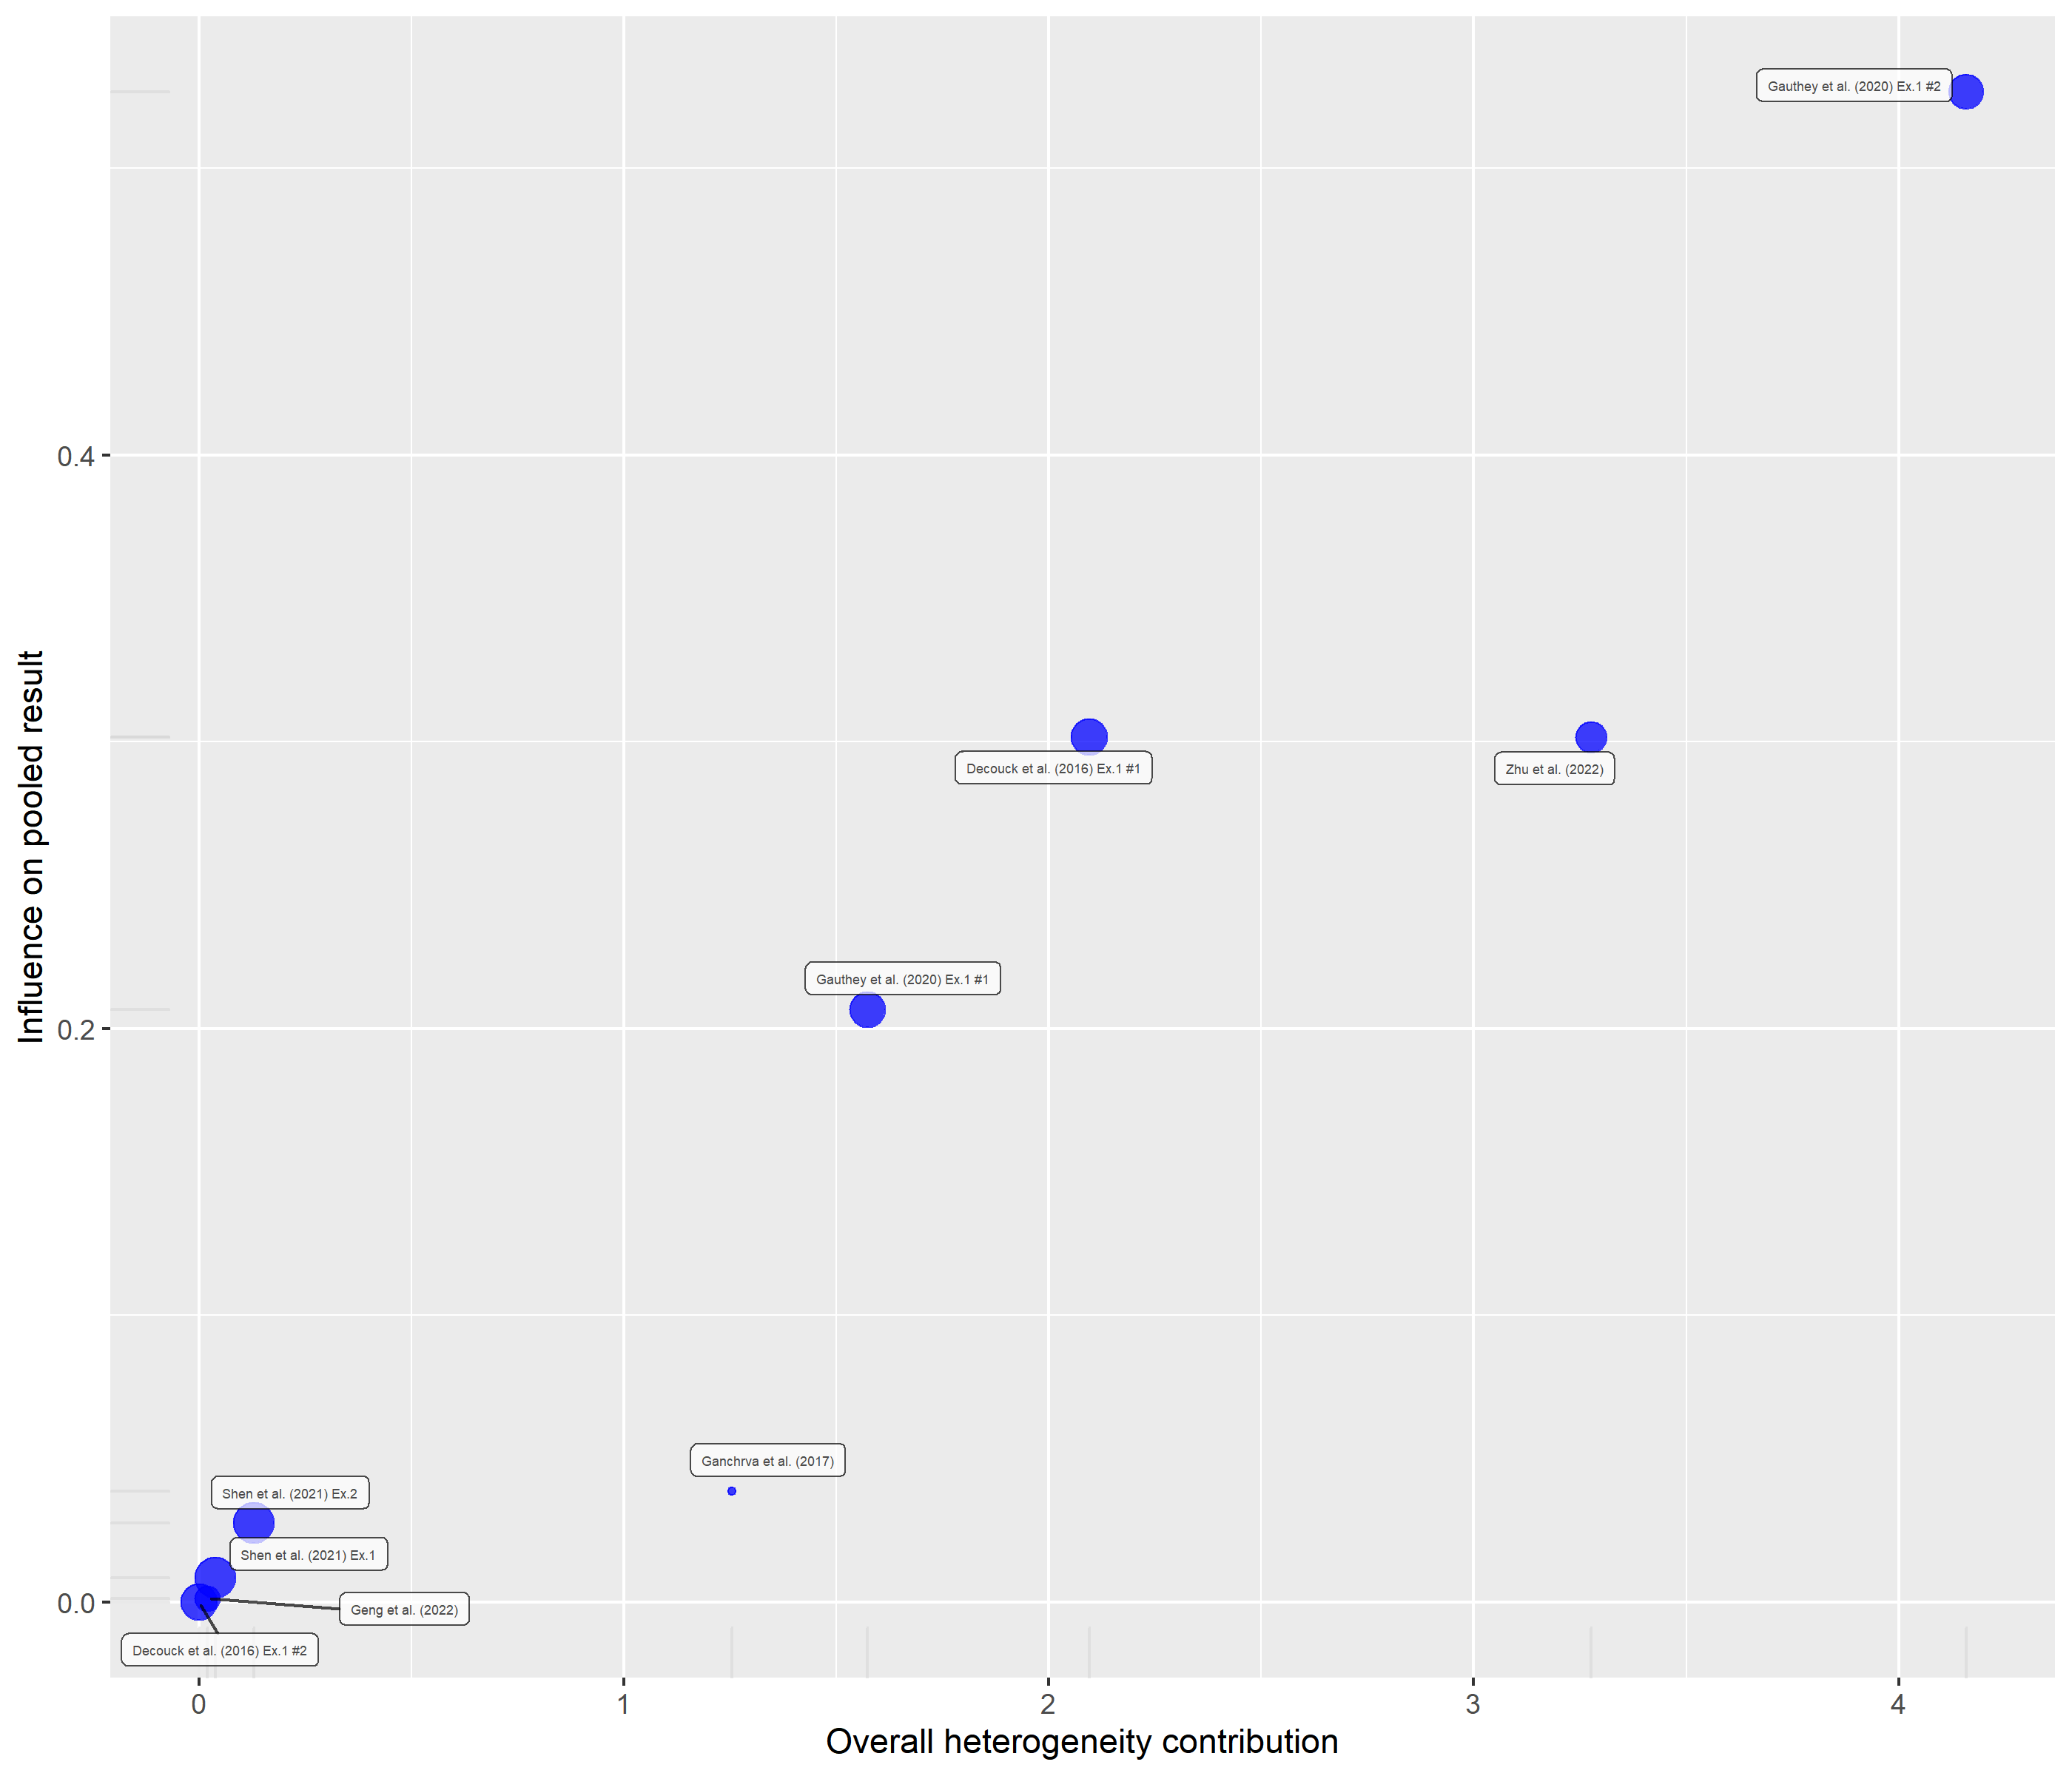 Gauthey et al. (2020) Ex.1 #2
0.4
Decouck et al. (2016) Ex.1 #1
Zhu et al. (2022)
Influence on pooled result
Gauthey et al. (2020) Ex.1 #1
0.2
Ganchrva et al. (2017)
Shen et al. (2021) Ex.2
Shen et al. (2021) Ex.1
0.0
Geng et al. (2022)
Decouck et al. (2016) Ex.1 #2
0
1
2
3
4
Overall heterogeneity contribution